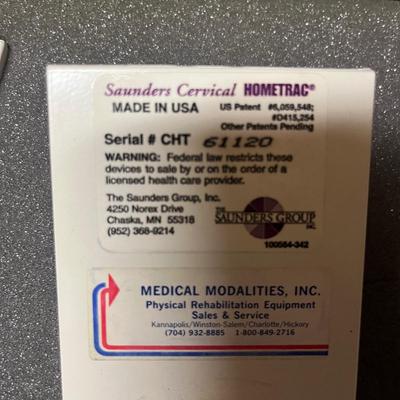 Saunders Cervical HOMETRAC®
MADE IN USA
US Patent #6,059,548;
#D415,254
Other Patents Pending
Serial # CHT 61120
WARNING: Federal law restricts these
devices to sale by or on the order of a
licensed health care provider.
The Saunders Group, Inc.
4250 Norex Drive
Chaska, MN 55318
(952) 368-9214
THE
SAUNDERS GROUP
INC.
100584-342
MEDICAL MODALITIES, INC.
Physical Rehabilitation Equipment
Sales & Service
Kannapolis/Winston-Salem/Charlotte/Hickory
(704) 932-8885 1-800-849-2716